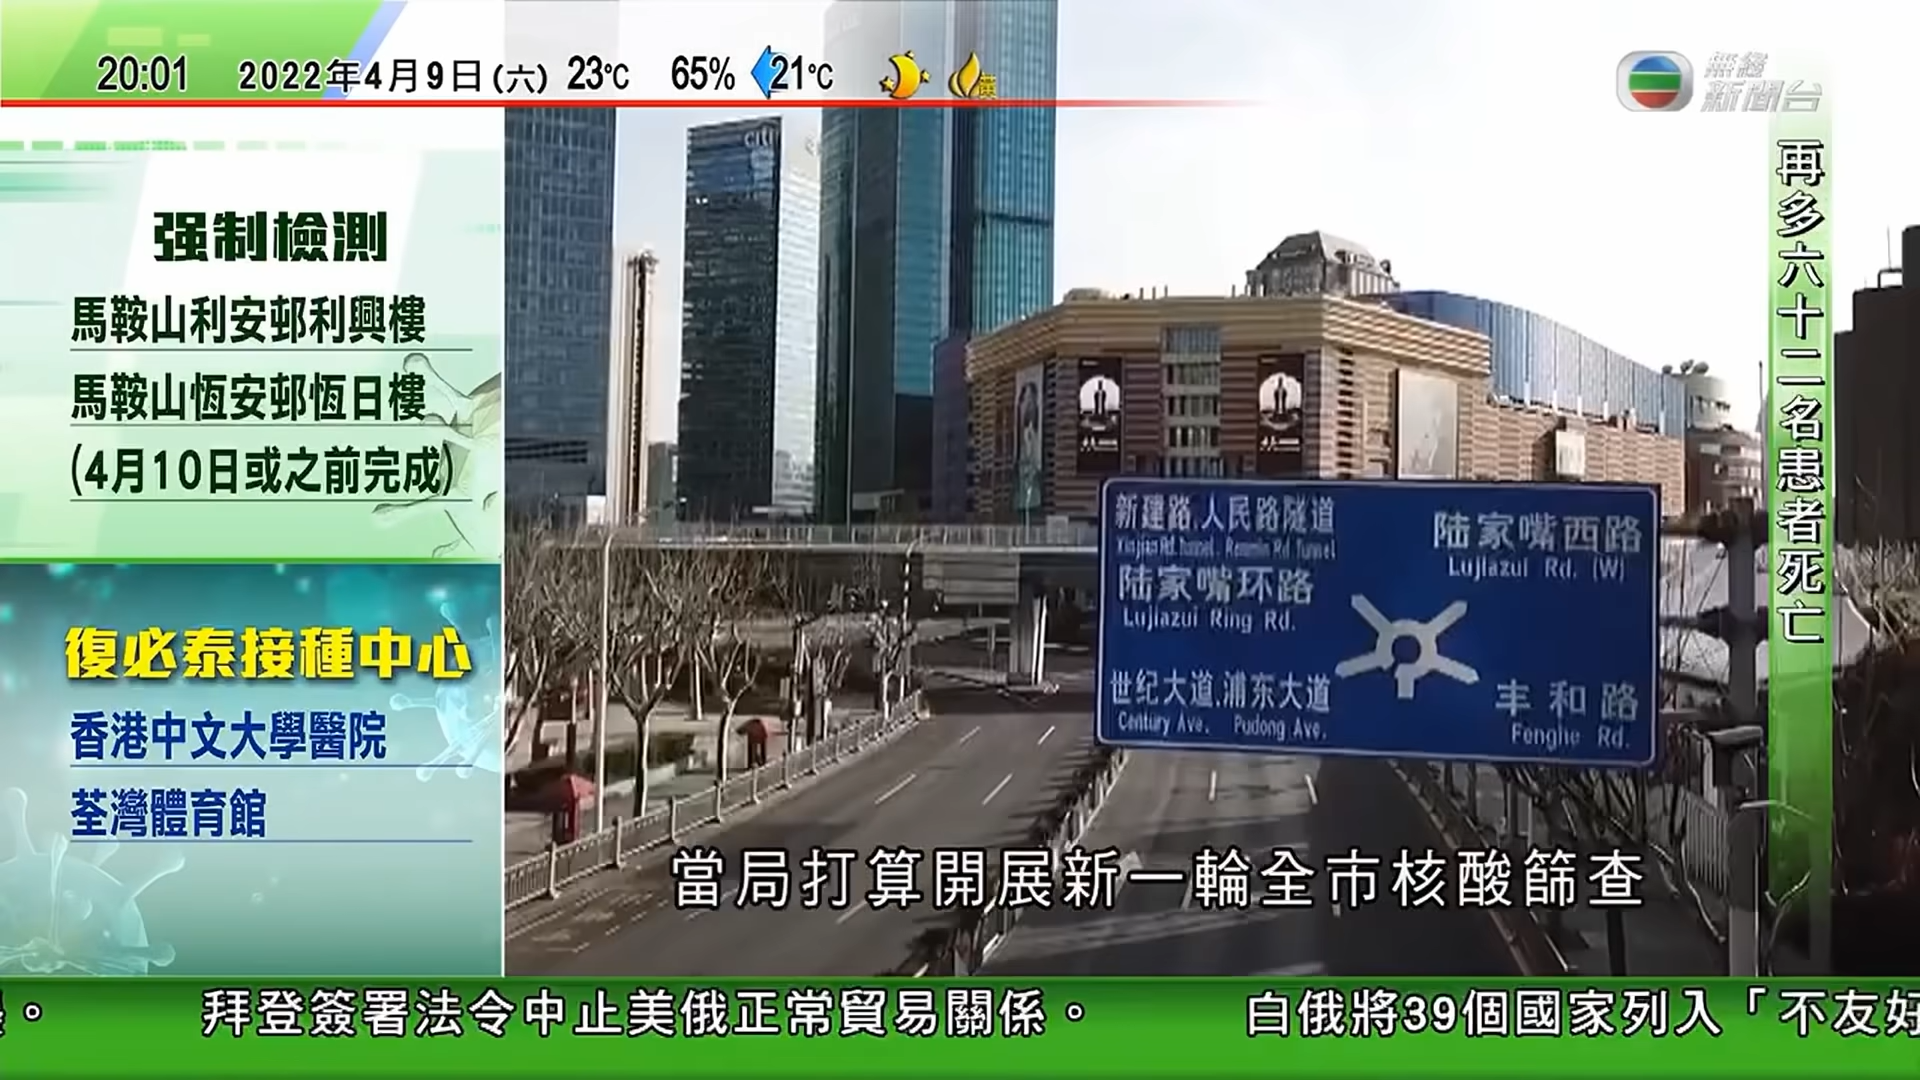 20:01 2022年4月9日(六) 23℃ 65% 21℃
無綫
新聞台
强制檢測
馬鞍山利安邨利興樓
馬鞍山恆安邨恆日樓
(4月10日或之前完成)
復必泰接種中心
香港中文大學醫院
荃灣體育館
citi
新建路、人民路隧道
Xinjian Rd. Tunnel、Renmin Rd. Tunnel
陆家嘴环路
Lujiazui Ring Rd.
世纪大道、浦东大道
Century Ave. Pudong Ave.
陆家嘴西路
Lujiazui Rd. (W)
丰和路
Fenghe Rd.
再多六十二名患者死亡
當局打算開展新一輪全市核酸篩查
。 拜登簽署法令中止美俄正常貿易關係。 白俄將39個國家列入「不友好